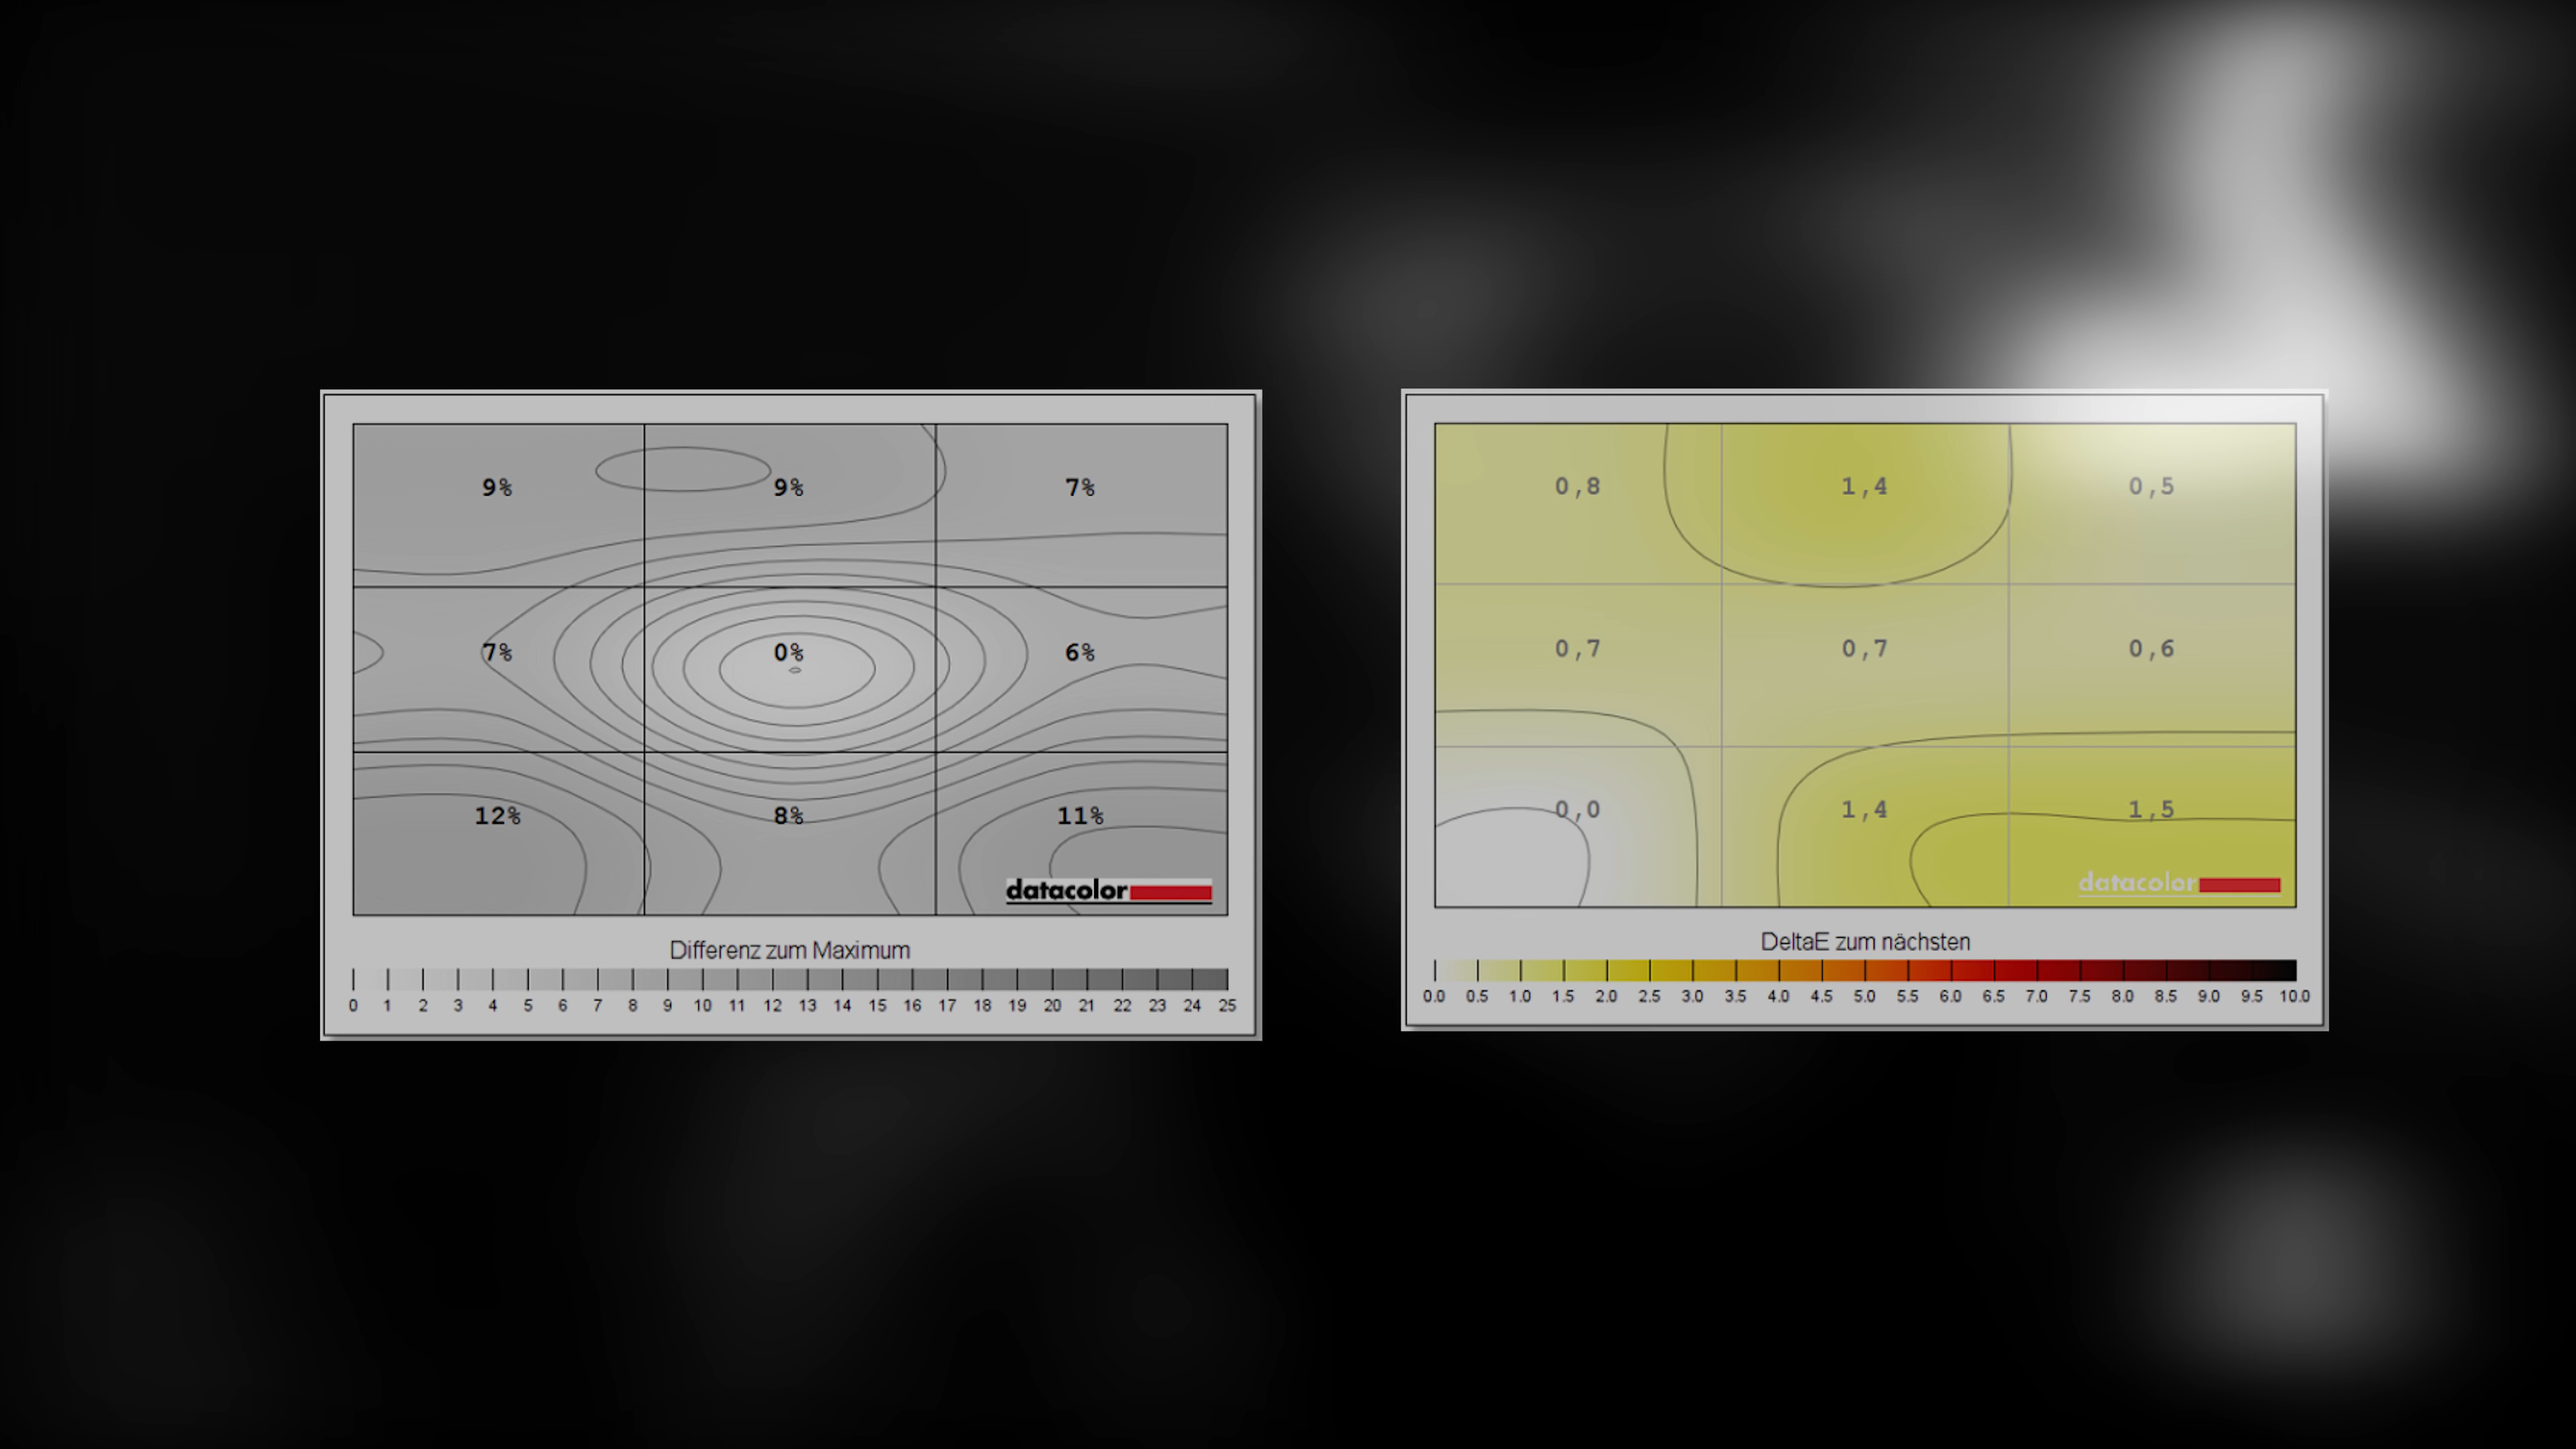 9% 9% 7%
7% 0% 6%
12% 8% 11%
datacolor
Differenz zum Maximum
0 1 2 3 4 5 6 7 8 9 10 11 12 13 14 15 16 17 18 19 20 21 22 23 24 25
0,8 1,4 0,5
0,7 0,7 0,6
0,0 1,4 1,5
datacolor
DeltaE zum nächsten
0.0 0.5 1.0 1.5 2.0 2.5 3.0 3.5 4.0 4.5 5.0 5.5 6.0 6.5 7.0 7.5 8.0 8.5 9.0 9.5 10.0